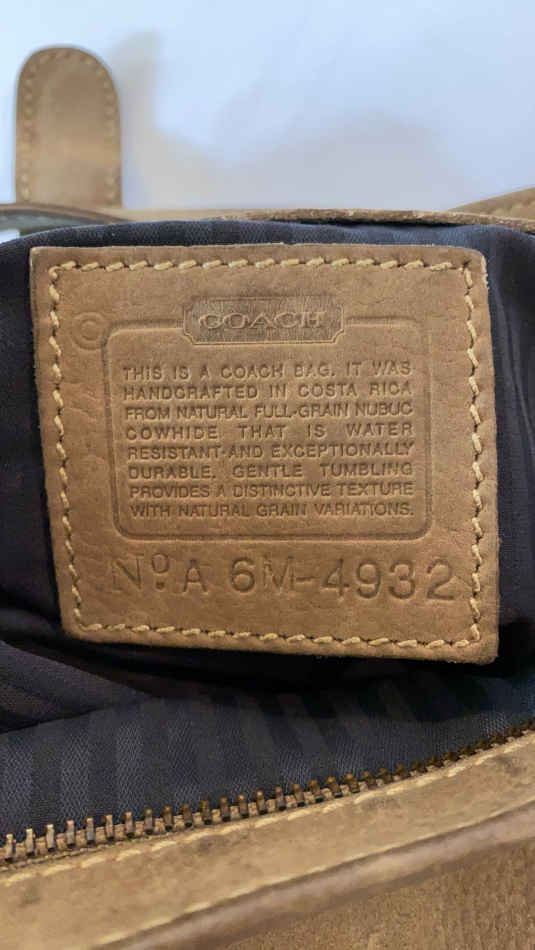 ©
COACH
THIS IS A COACH BAG. IT WAS
HANDCRAFTED IN COSTA RICA
FROM NATURAL FULL-GRAIN NUBUC
COWHIDE THAT IS WATER
RESISTANT AND EXCEPTIONALLY
DURABLE. GENTLE TUMBLING
PROVIDES A DISTINCTIVE TEXTURE
WITH NATURAL GRAIN VARIATIONS.
Nº. A 6M-4932